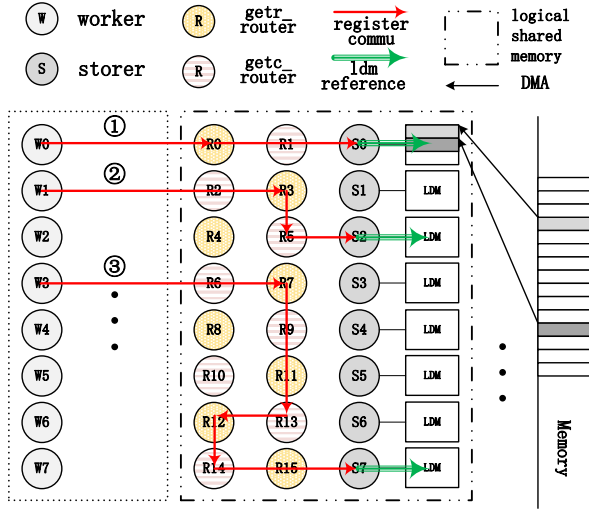 W worker R getr_ router register commu logical shared memory
S storer R getc_ router ldm reference DMA
①
W0 R0 R1 S0
②
W1 R2 R3 S1 LDM
W2 R4 R5 S2 LDM
③
W3 R6 R7 S3 LDM
W4 R8 R9 S4 LDM
W5 R10 R11 S5 LDM
W6 R12 R13 S6 LDM
W7 R14 R15 S7 LDM
Memory